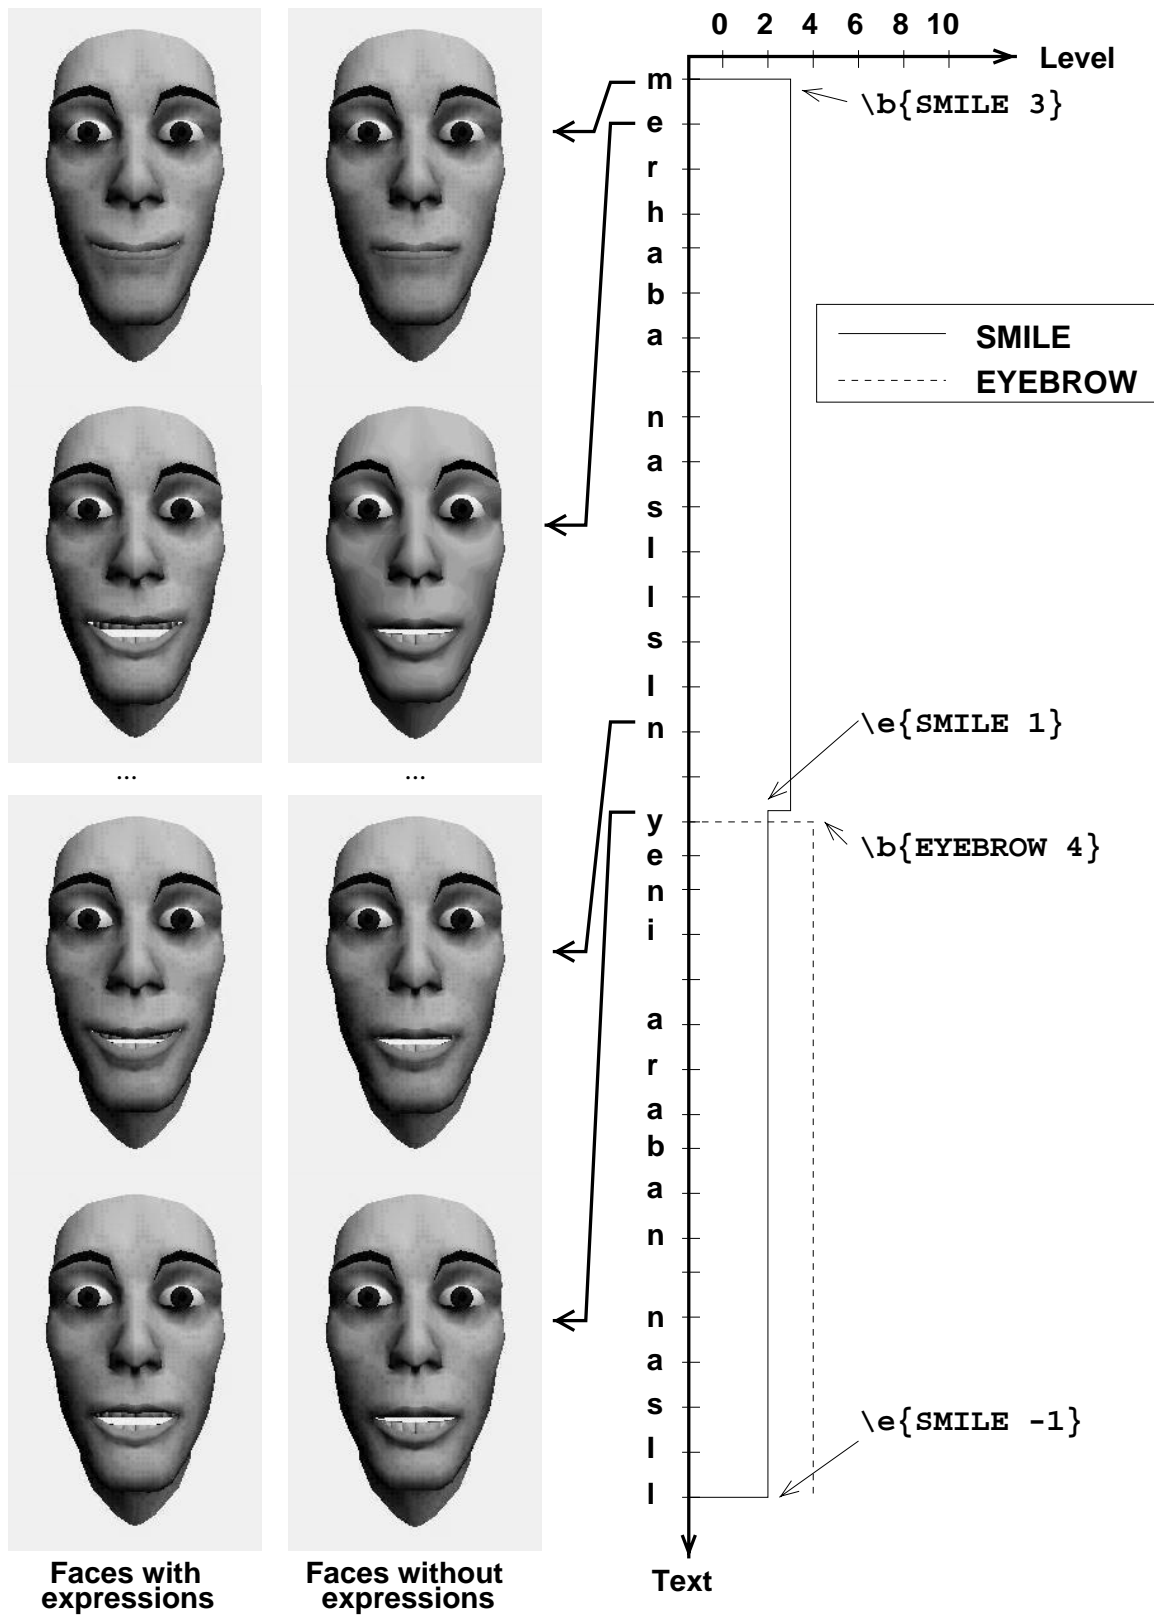 0 2 4 6 8 10
Level
m
\b{SMILE 3}
e
r
h
a
b
a
SMILE
EYEBROW
n
a
s
l
l
s
l
n
\e{SMILE 1}
...
...
y
\b{EYEBROW 4}
e
n
i
a
r
a
b
a
n
n
a
s
\e{SMILE -1}
l
l
Faces with
expressions
Faces without
expressions
Text